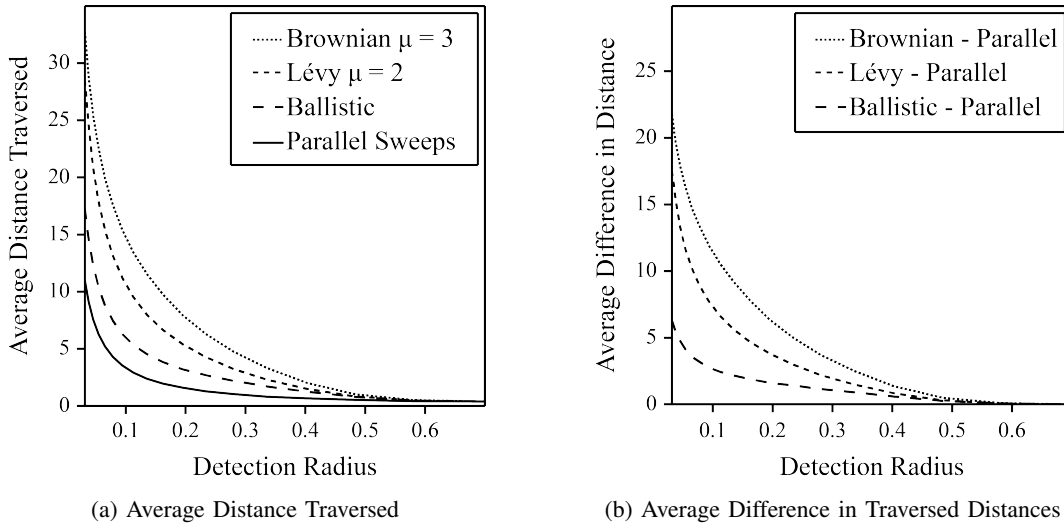 Average Distance Traversed
30
25
20
15
10
5
0
Brownian μ = 3
Lévy μ = 2
Ballistic
Parallel Sweeps
0.1 0.2 0.3 0.4 0.5 0.6
Detection Radius
(a) Average Distance Traversed
Average Difference in Distance
25
20
15
10
5
0
Brownian - Parallel
Lévy - Parallel
Ballistic - Parallel
0.1 0.2 0.3 0.4 0.5 0.6
Detection Radius
(b) Average Difference in Traversed Distances